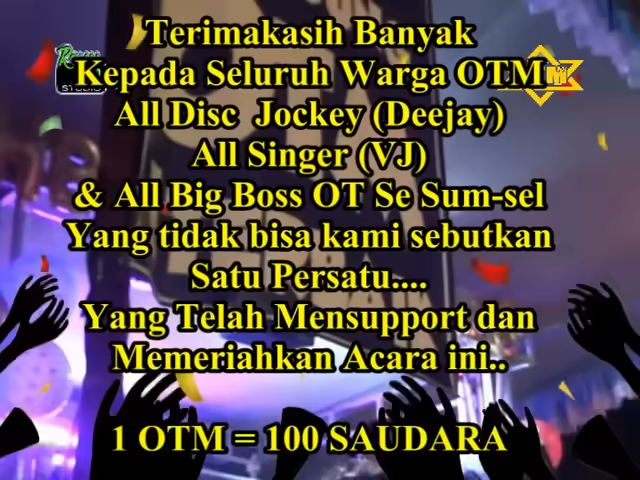 Terimakasih Banyak
Kepada Seluruh Warga OTM
All Disc Jockey (Deejay)
All Singer (VJ)
& All Big Boss OT Se Sum-sel
Yang tidak bisa kami sebutkan
Satu Persatu....
Yang Telah Mensupport dan
Memeriahkan Acara ini..
1 OTM = 100 SAUDARA
STUDIO